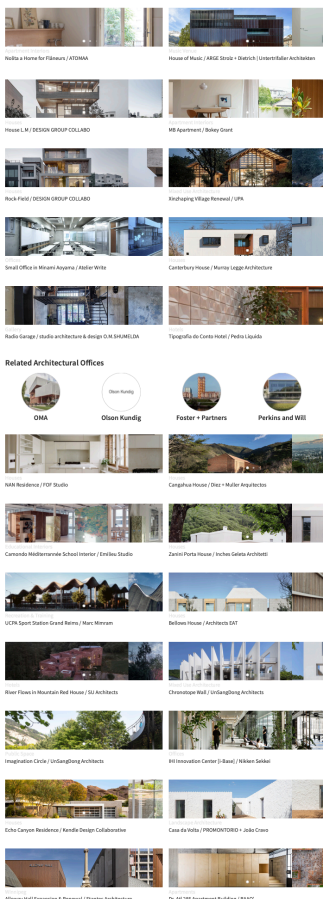 Nolita a Home for Flâneurs / ATOMAA
House of Music / ARGE Strolz + Dietrich | Untertrifaller Architekten
House L.M / DESIGN GROUP COLLABO
MB Apartment / Bokey Grant
Rock-Field / DESIGN GROUP COLLABO
Xinzhaping Village Renewal / UPA
Small Office in Minami Aoyama / Atelier Write
Canterbury House / Murray Legge Architecture
Radio Garage / studio architecture & design O.M.SHUMELDA
Tipografia do Conto Hotel / Pedra Líquida
Related Architectural Offices
Olson Kundig
OMA
Olson Kundig
Foster + Partners
Perkins and Will
NAN Residence / FOF Studio
Cangahua House / Diez + Muller Arquitectos
Camondo Méditerrannée School Interior / Emilieu Studio
Zanini Porta House / Inches Geleta Architetti
UCPA Sport Station Grand Reims / Marc Mimram
Bellows House / Architects EAT
River Flows in Mountain Red House / SU Architects
Chronotope Wall / UnSangDong Architects
Imagination Circle / UnSangDong Architects
IHI Innovation Center [i-Base] / Nikken Sekkei
Echo Canyon Residence / Kendle Design Collaborative
Casa da Volta / PROMONTORIO + João Cravo